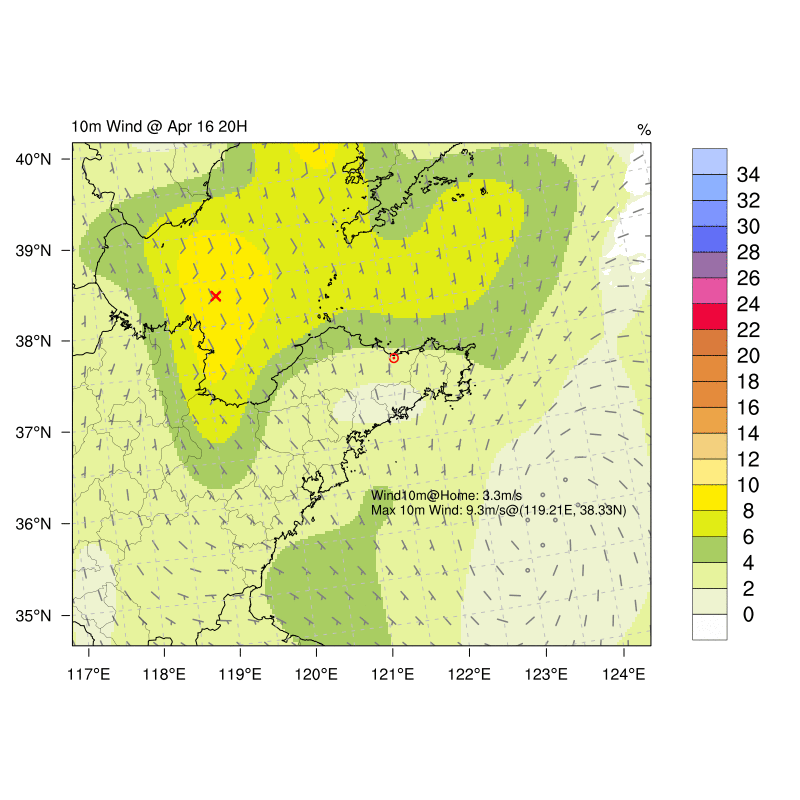 10m Wind @ Apr 16 20H
%
40°N
39°N
38°N
37°N
36°N
35°N
117°E 118°E 119°E 120°E 121°E 122°E 123°E 124°E
Wind10m@Home: 3.3m/s
Max 10m Wind: 9.3m/s@(119.21E, 38.33N)
34
32
30
28
26
24
22
20
18
16
14
12
10
8
6
4
2
0